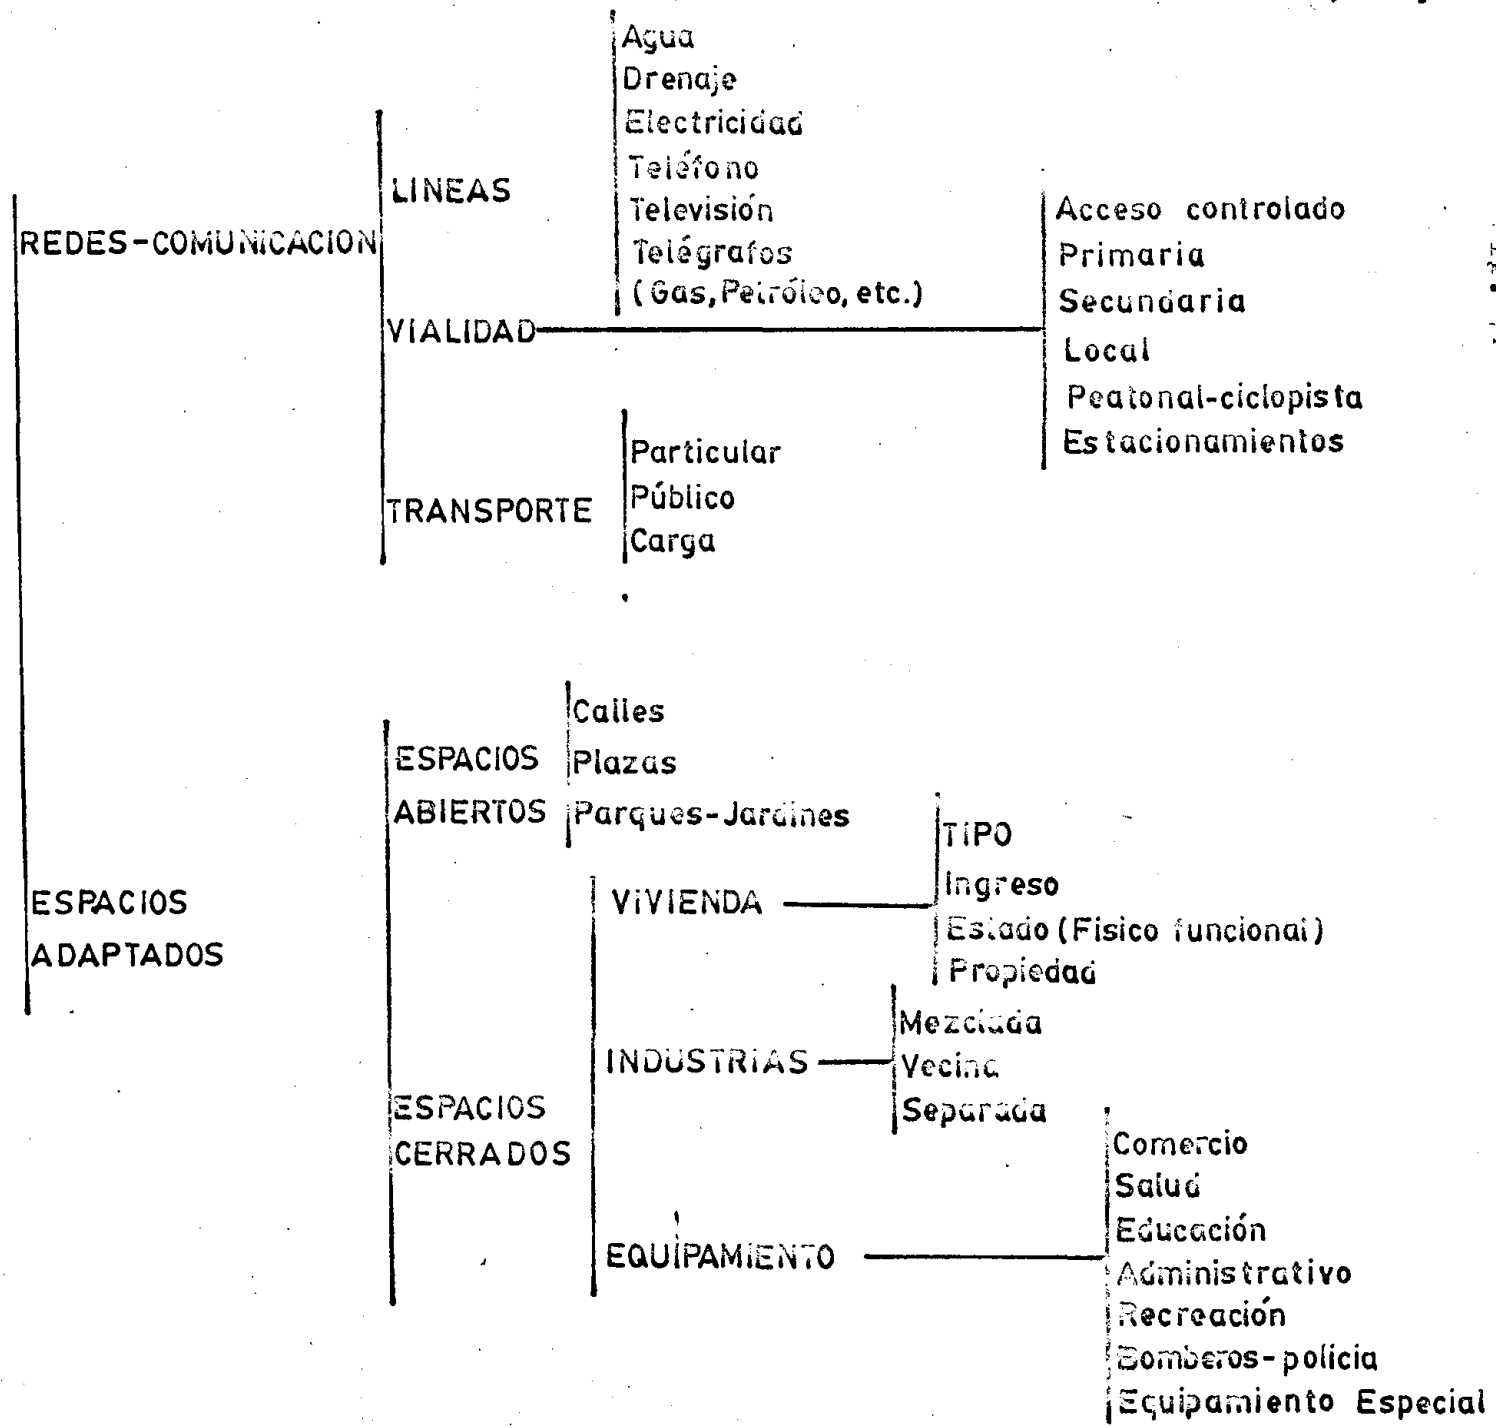 REDES-COMUNICACION
LINEAS
Agua
Drenaje
Electricidad
Teléfono
Televisión
Telégrafos
(Gas, Petróleo, etc.)
VIALIDAD
Acceso controlado
Primaria
Secundaria
Local
Peatonal-ciclopista
Estacionamientos
TRANSPORTE
Particular
Público
Carga
ESPACIOS
ADAPTADOS
ESPACIOS
ABIERTOS
Calles
Plazas
Parques-Jardines
ESPACIOS
CERRADOS
VIVIENDA
TIPO
Ingreso
Estado (Fisico funcional)
Propiedad
INDUSTRIAS
Mezclada
Vecina
Separada
EQUIPAMIENTO
Comercio
Salud
Educación
Administrativo
Recreación
Bomberos-policia
Equipamiento Especial